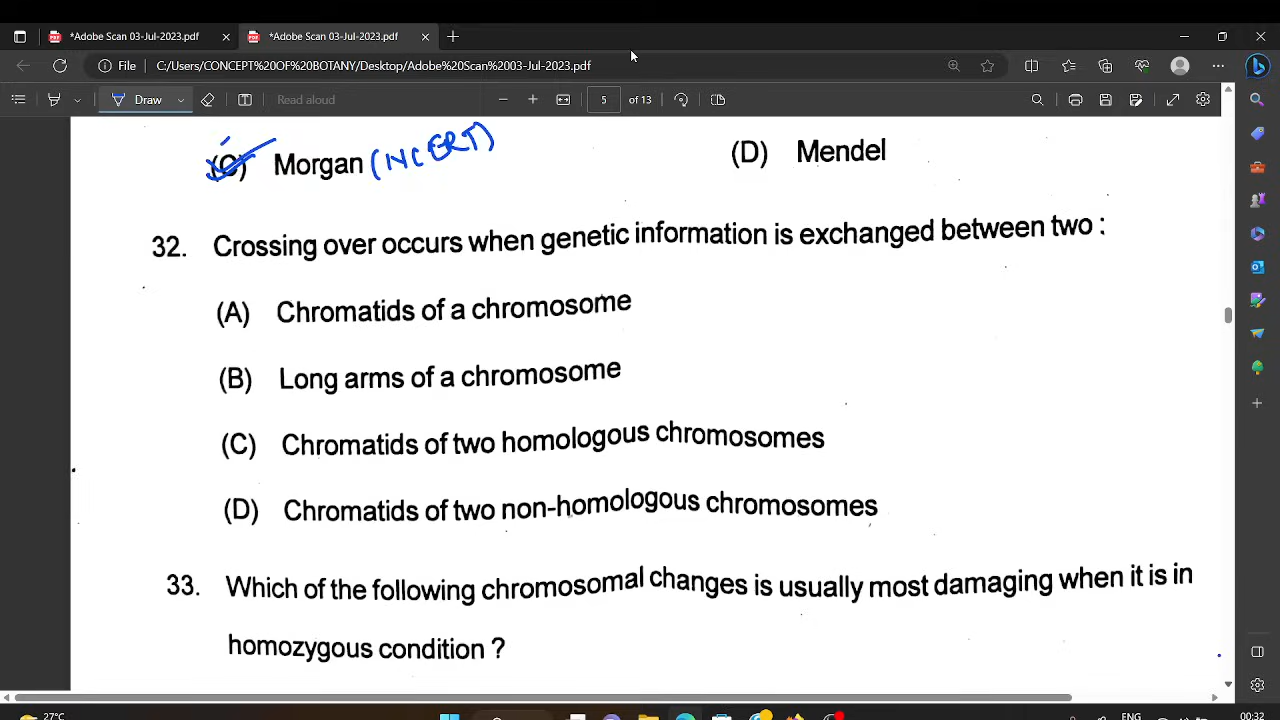 *Adobe Scan 03-Jul-2023.pdf
*Adobe Scan 03-Jul-2023.pdf
File C:/Users/CONCEPT%20OF%20BOTANY/Desktop/Adobe%20Scan%2003-Jul-2023.pdf
Draw Read aloud 5 of 13
(C) Morgan (NCERT) (D) Mendel
32. Crossing over occurs when genetic information is exchanged between two :
(A) Chromatids of a chromosome
(B) Long arms of a chromosome
(C) Chromatids of two homologous chromosomes
(D) Chromatids of two non-homologous chromosomes
33. Which of the following chromosomal changes is usually most damaging when it is in
homozygous condition ?
27°C ENG 00:32